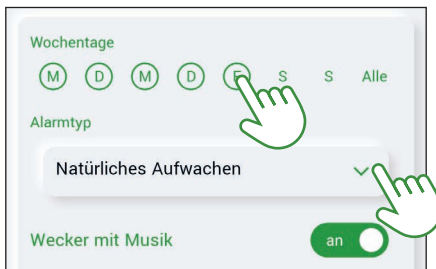 Wochentage
M D M D F S S Alle
Alarmtyp
Natürliches Aufwachen
Wecker mit Musik an